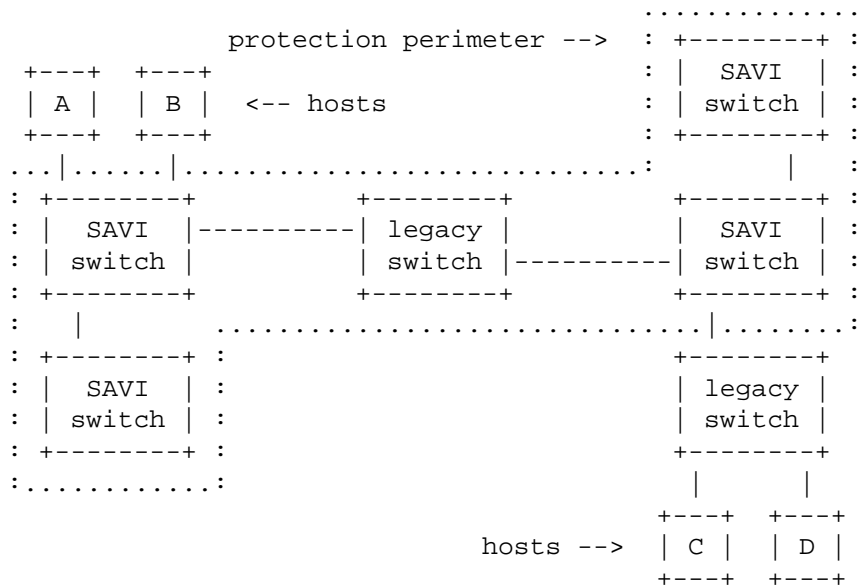 protection perimeter -->
SAVI
A B <-- hosts switch
SAVI legacy SAVI
switch switch switch
SAVI legacy
switch switch
hosts --> C D